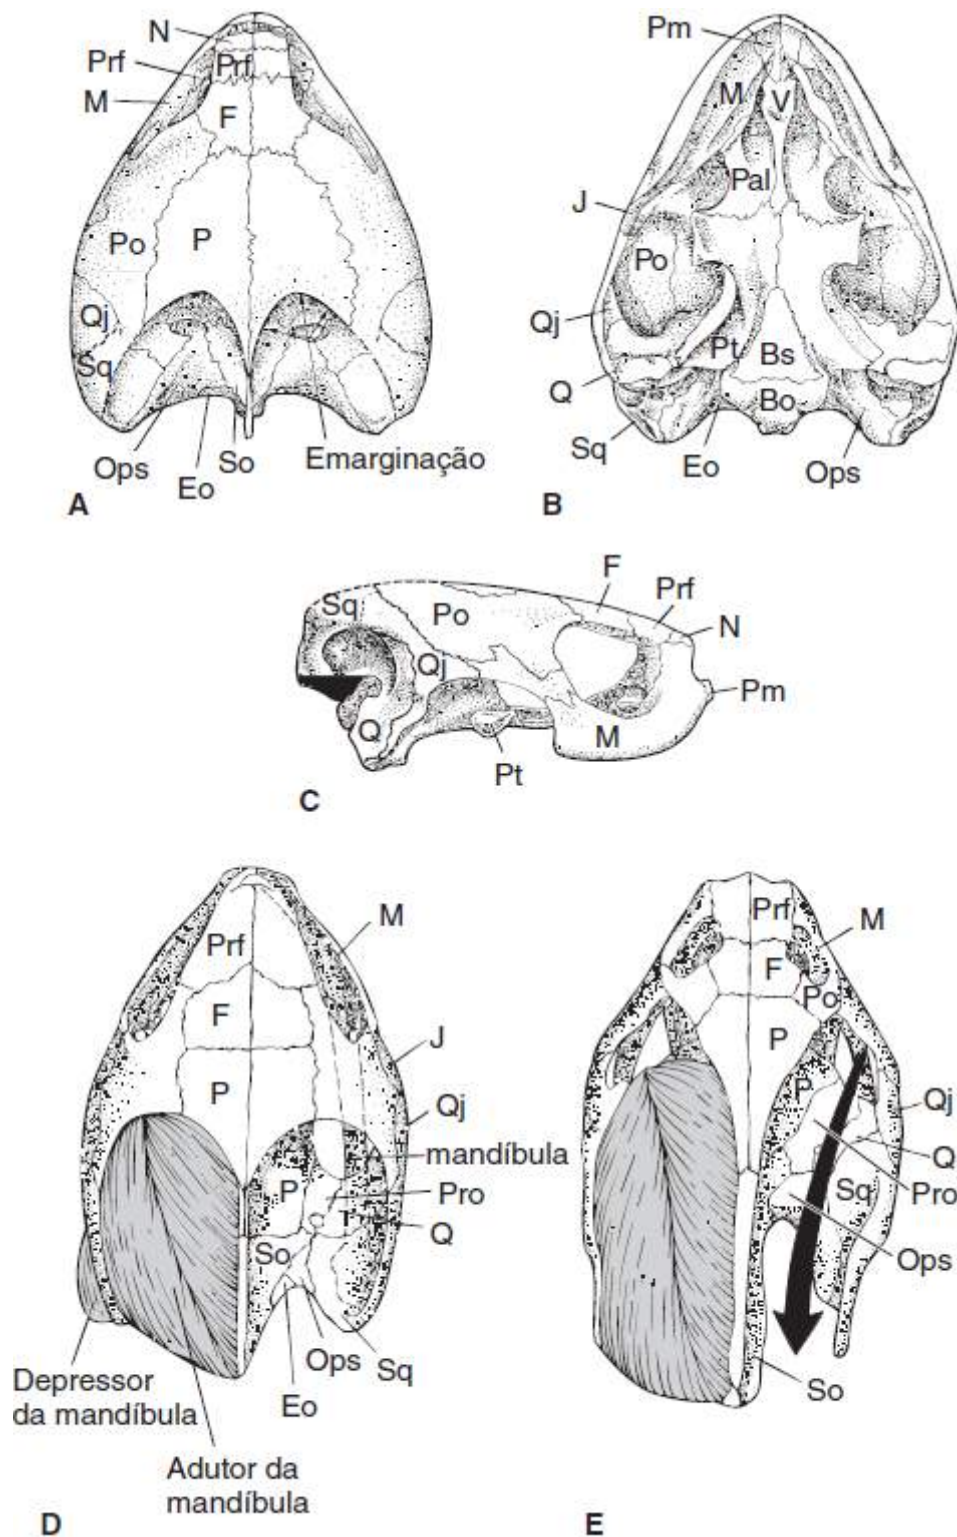 N
Prf
Prf
M
F
Po
P
Qj
Sq
Ops
Eo
So
Emarginação
A
Pm
M
V
Pal
J
Po
Qj
Pt
Bs
Q
Bo
Sq
Eo
Ops
B
F
Prf
N
Sq
Po
Qj
Pm
Q
M
Pt
C
M
Prf
F
J
P
Qj
mandíbula
P
Pro
Q
So
Ops
Sq
Eo
Depressor
da mandíbula
Adutor da
mandíbula
D
Prf
M
F
Po
P
P
Qj
Q
Sq
Pro
Ops
So
E